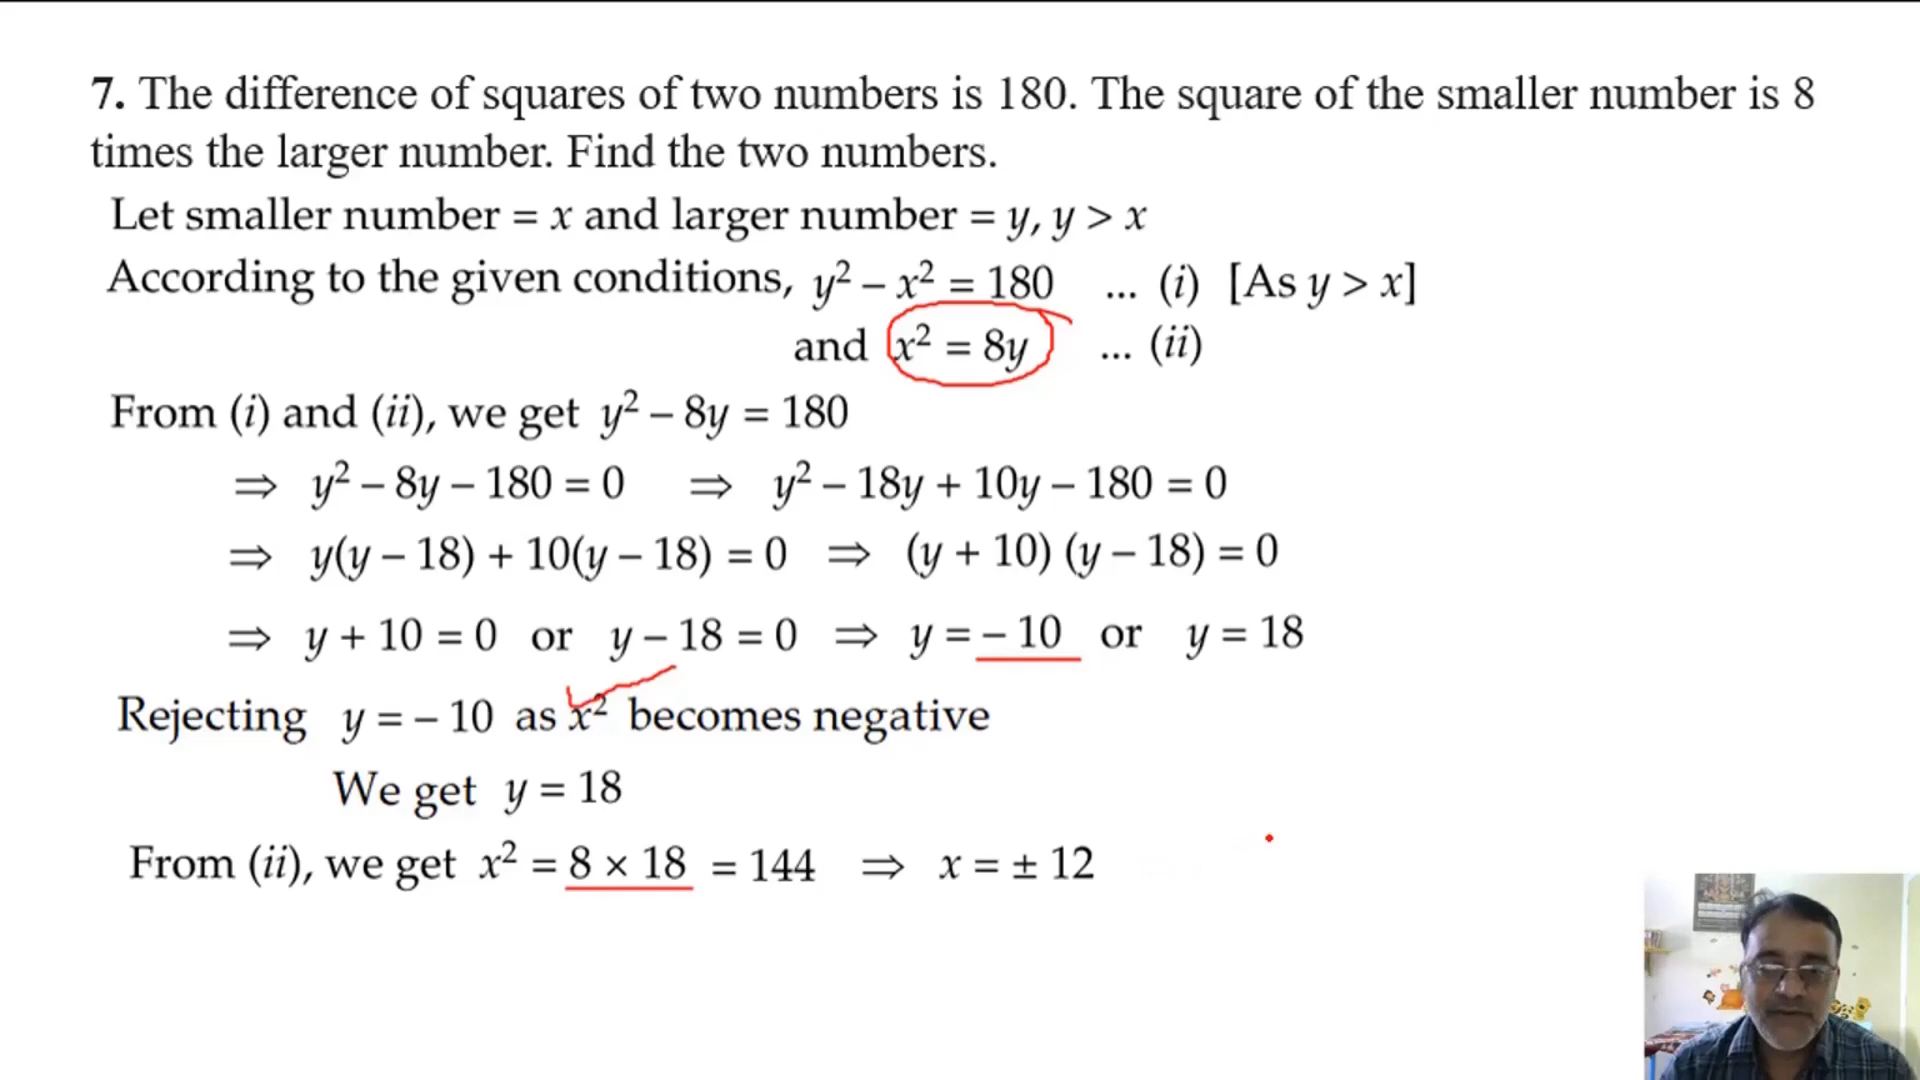 7. The difference of squares of two numbers is 180. The square of the smaller number is 8
times the larger number. Find the two numbers.
Let smaller number = x and larger number = y, y > x
According to the given conditions, y² – x² = 180 ... (i) [As y > x]
and x² = 8y ... (ii)
From (i) and (ii), we get y² – 8y = 180
⇒ y² – 8y – 180 = 0 ⇒ y² – 18y + 10y – 180 = 0
⇒ y(y – 18) + 10(y – 18) = 0 ⇒ (y + 10) (y – 18) = 0
⇒ y + 10 = 0 or y – 18 = 0 ⇒ y = – 10 or y = 18
Rejecting y = – 10 as x² becomes negative
We get y = 18
From (ii), we get x² = 8 × 18 = 144 ⇒ x = ± 12